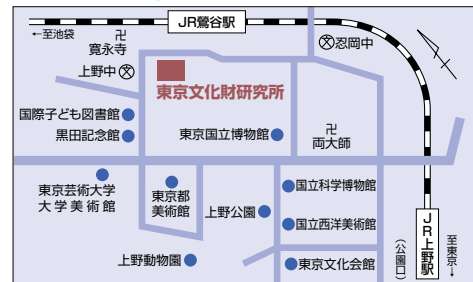 JR鶯谷駅
←至池袋
卍
寛永寺
忍岡中
上野中
東京文化財研究所
国際子ども図書館
黒田記念館
東京国立博物館
卍
両大師
東京芸術大学
大学美術館
東京都
美術館
上野公園
国立科学博物館
国立西洋美術館
上野動物園
東京文化会館
JR上野駅
(公園口)
至東京→